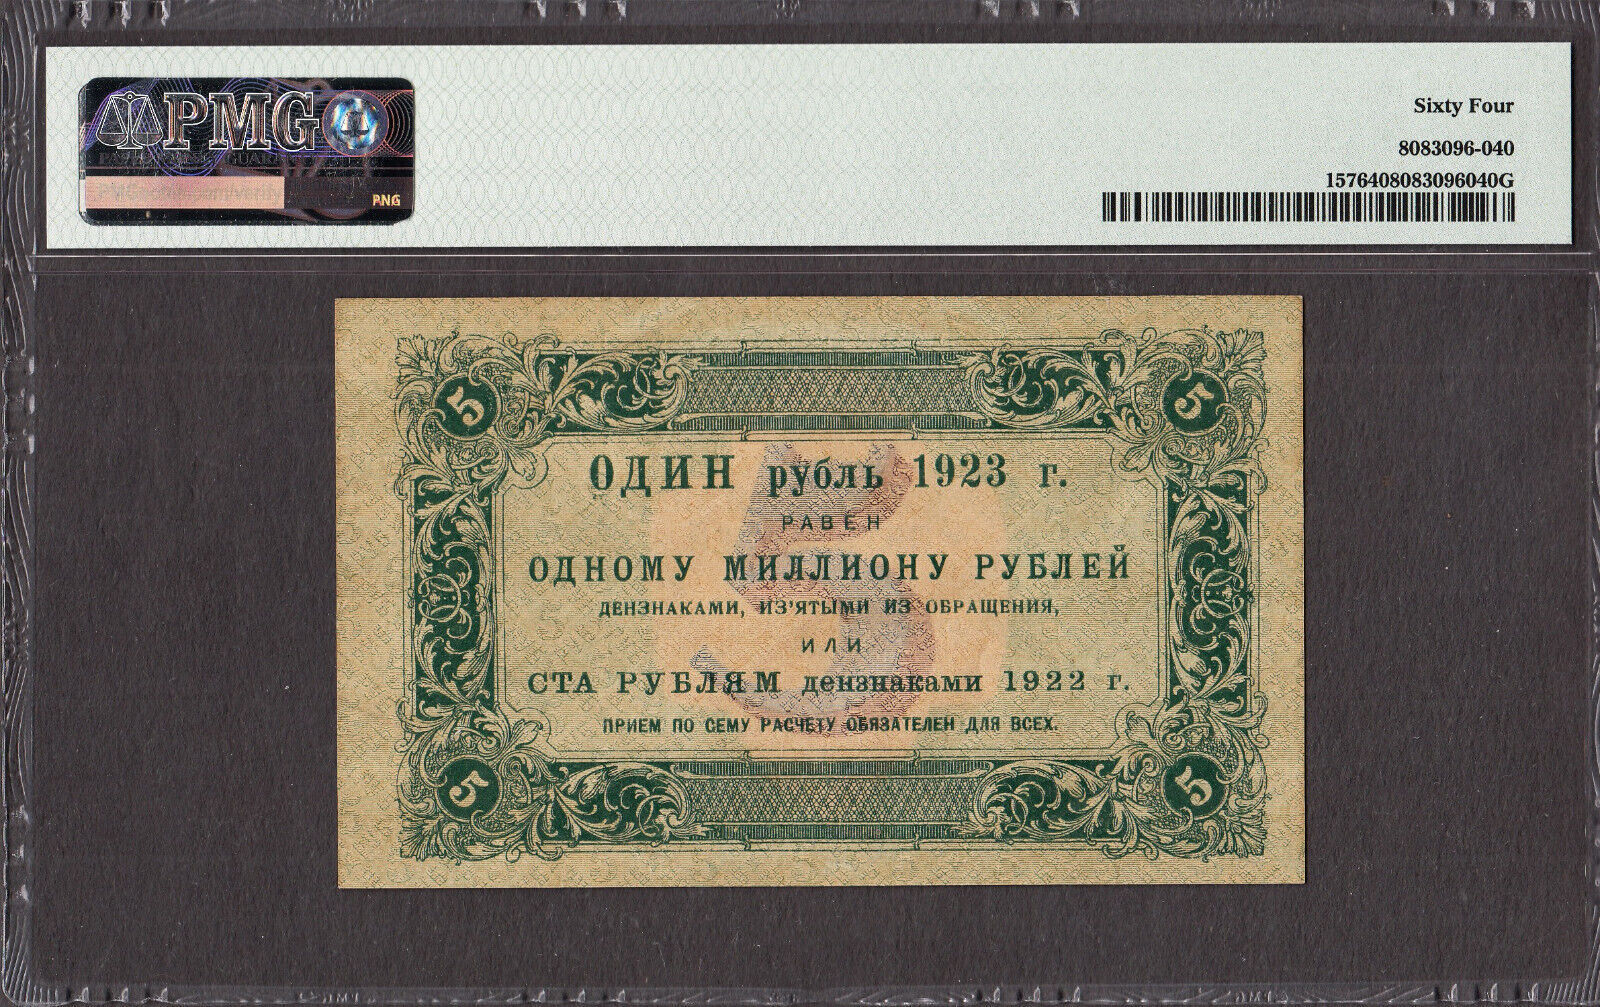 PMG
PNG
Sixty Four
8083096-040
1576408083096040G
5 5
ОДИН рубль 1923 г.
РАВЕН
ОДНОМУ МИЛЛИОНУ РУБЛЕЙ
ДЕНЗНАКАМИ, ИЗ'ЯТЫМИ ИЗ ОБРАЩЕНИЯ,
ИЛИ
СТА РУБЛЯМ дензнаками 1922 г.
ПРИЕМ ПО СЕМУ РАСЧЕТУ ОБЯЗАТЕЛЕН ДЛЯ ВСЕХ.
5
5 5